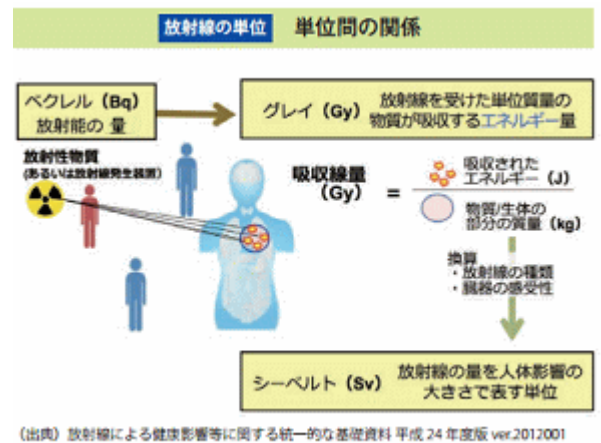 放射線の単位 単位間の関係
ベクレル(Bq)
放射能の 量
グレイ(Gy) 放射線を受けた単位質量の
物質が吸収するエネルギー量
放射性物質
(あるいは放射線発生装置)
吸収線量
(Gy)
=
吸収された
エネルギー(J)
物質/生体の
部分の質量(kg)
換算
・放射線の種類
・臓器の感受性
シーベルト(Sv) 放射線の量を人体影響の
大きさで表す単位
(出典)放射線による健康影響等に関する統一的な基礎資料 平成 24 年度版 ver.2012001